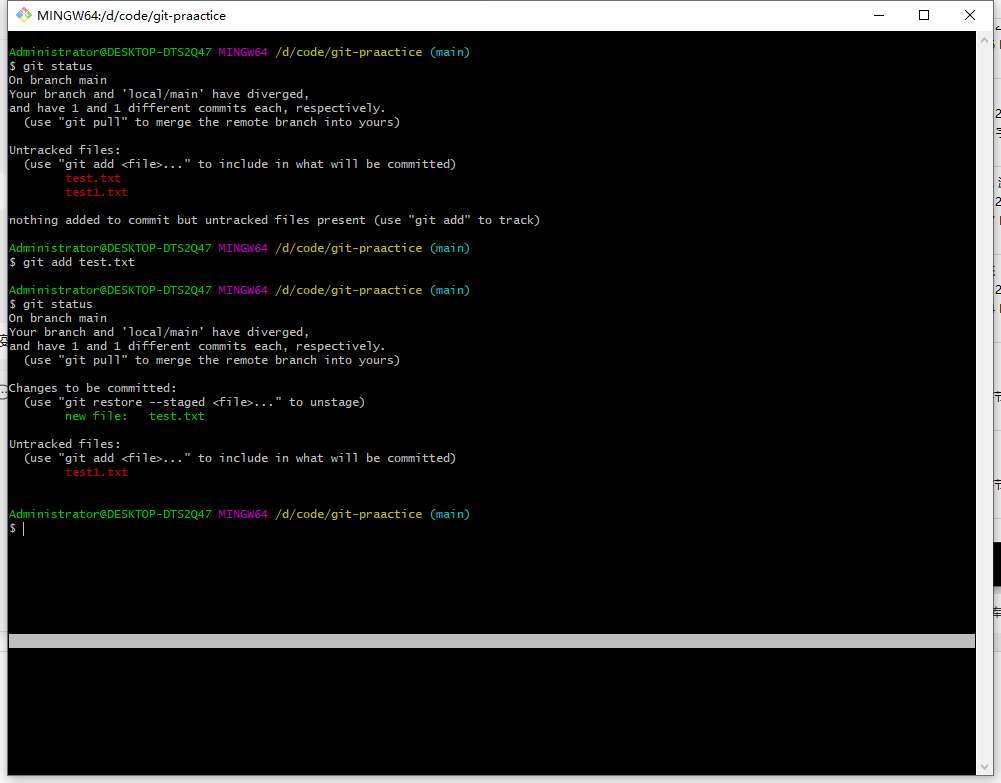 MINGW64:/d/code/git-praactice
Administrator@DESKTOP-DTS2Q47 MINGW64 /d/code/git-praactice (main)
$ git status
On branch main
Your branch and 'local/main' have diverged,
and have 1 and 1 different commits each, respectively.
  (use "git pull" to merge the remote branch into yours)
Untracked files:
  (use "git add <file>..." to include in what will be committed)
        test.txt
        test1.txt
nothing added to commit but untracked files present (use "git add" to track)
Administrator@DESKTOP-DTS2Q47 MINGW64 /d/code/git-praactice (main)
$ git add test.txt
Administrator@DESKTOP-DTS2Q47 MINGW64 /d/code/git-praactice (main)
$ git status
On branch main
Your branch and 'local/main' have diverged,
and have 1 and 1 different commits each, respectively.
  (use "git pull" to merge the remote branch into yours)
Changes to be committed:
  (use "git restore --staged <file>..." to unstage)
        new file:   test.txt
Untracked files:
  (use "git add <file>..." to include in what will be committed)
        test1.txt
Administrator@DESKTOP-DTS2Q47 MINGW64 /d/code/git-praactice (main)
$